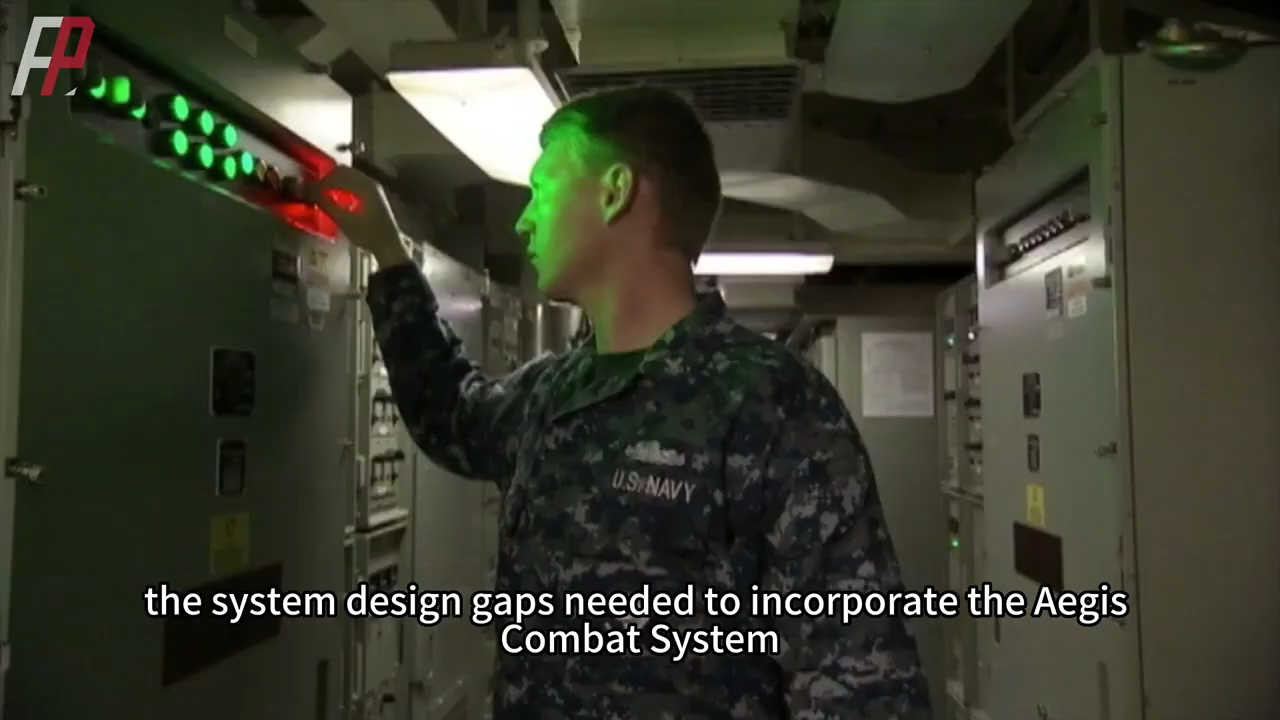 FP
U.S. NAVY
the system design gaps needed to incorporate the Aegis
Combat System